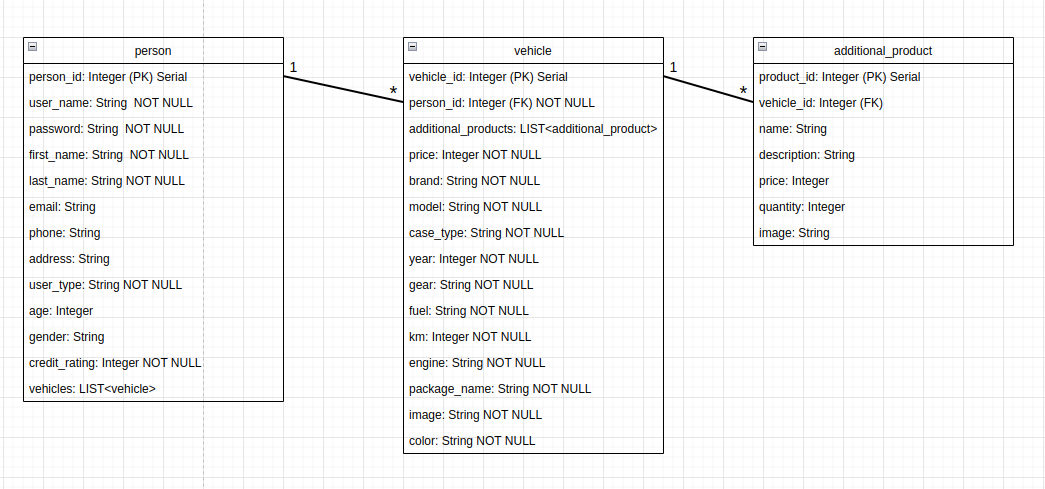 person
person_id: Integer (PK) Serial
user_name: String  NOT NULL
password: String  NOT NULL
first_name: String  NOT NULL
last_name: String NOT NULL
email: String
phone: String
address: String
user_type: String NOT NULL
age: Integer
gender: String
credit_rating: Integer NOT NULL
vehicles: LIST<vehicle>
1
*
vehicle
vehicle_id: Integer (PK) Serial
person_id: Integer (FK) NOT NULL
additional_products: LIST<additional_product>
price: Integer NOT NULL
brand: String NOT NULL
model: String NOT NULL
case_type: String NOT NULL
year: Integer NOT NULL
gear: String NOT NULL
fuel: String NOT NULL
km: Integer NOT NULL
engine: String NOT NULL
package_name: String NOT NULL
image: String NOT NULL
color: String NOT NULL
1
*
additional_product
product_id: Integer (PK) Serial
vehicle_id: Integer (FK)
name: String
description: String
price: Integer
quantity: Integer
image: String